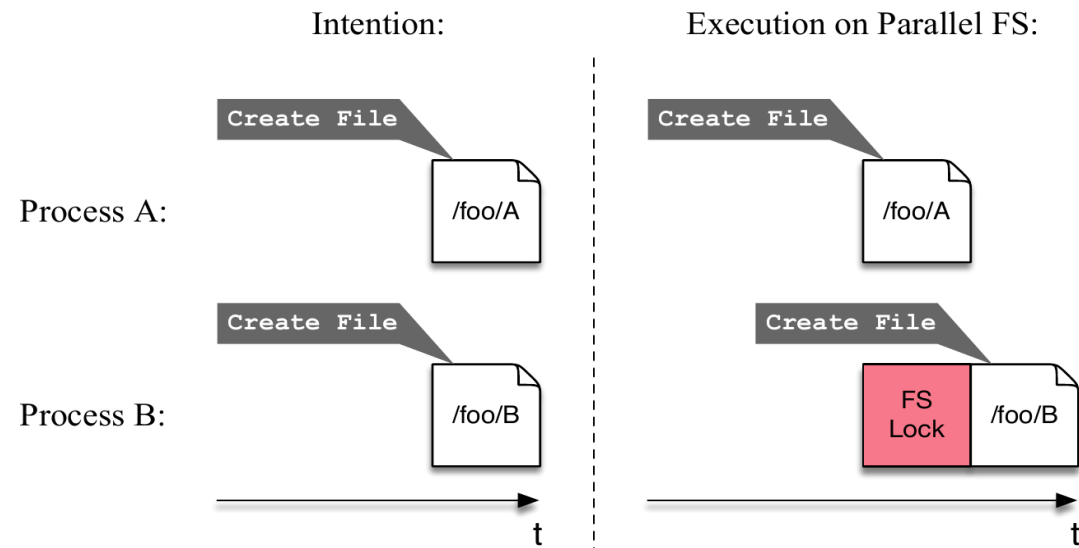 Intention:
Execution on Parallel FS:
Create File
Create File
Process A:
/foo/A
/foo/A
Create File
Create File
Process B:
/foo/B
FS
Lock
/foo/B
t
t